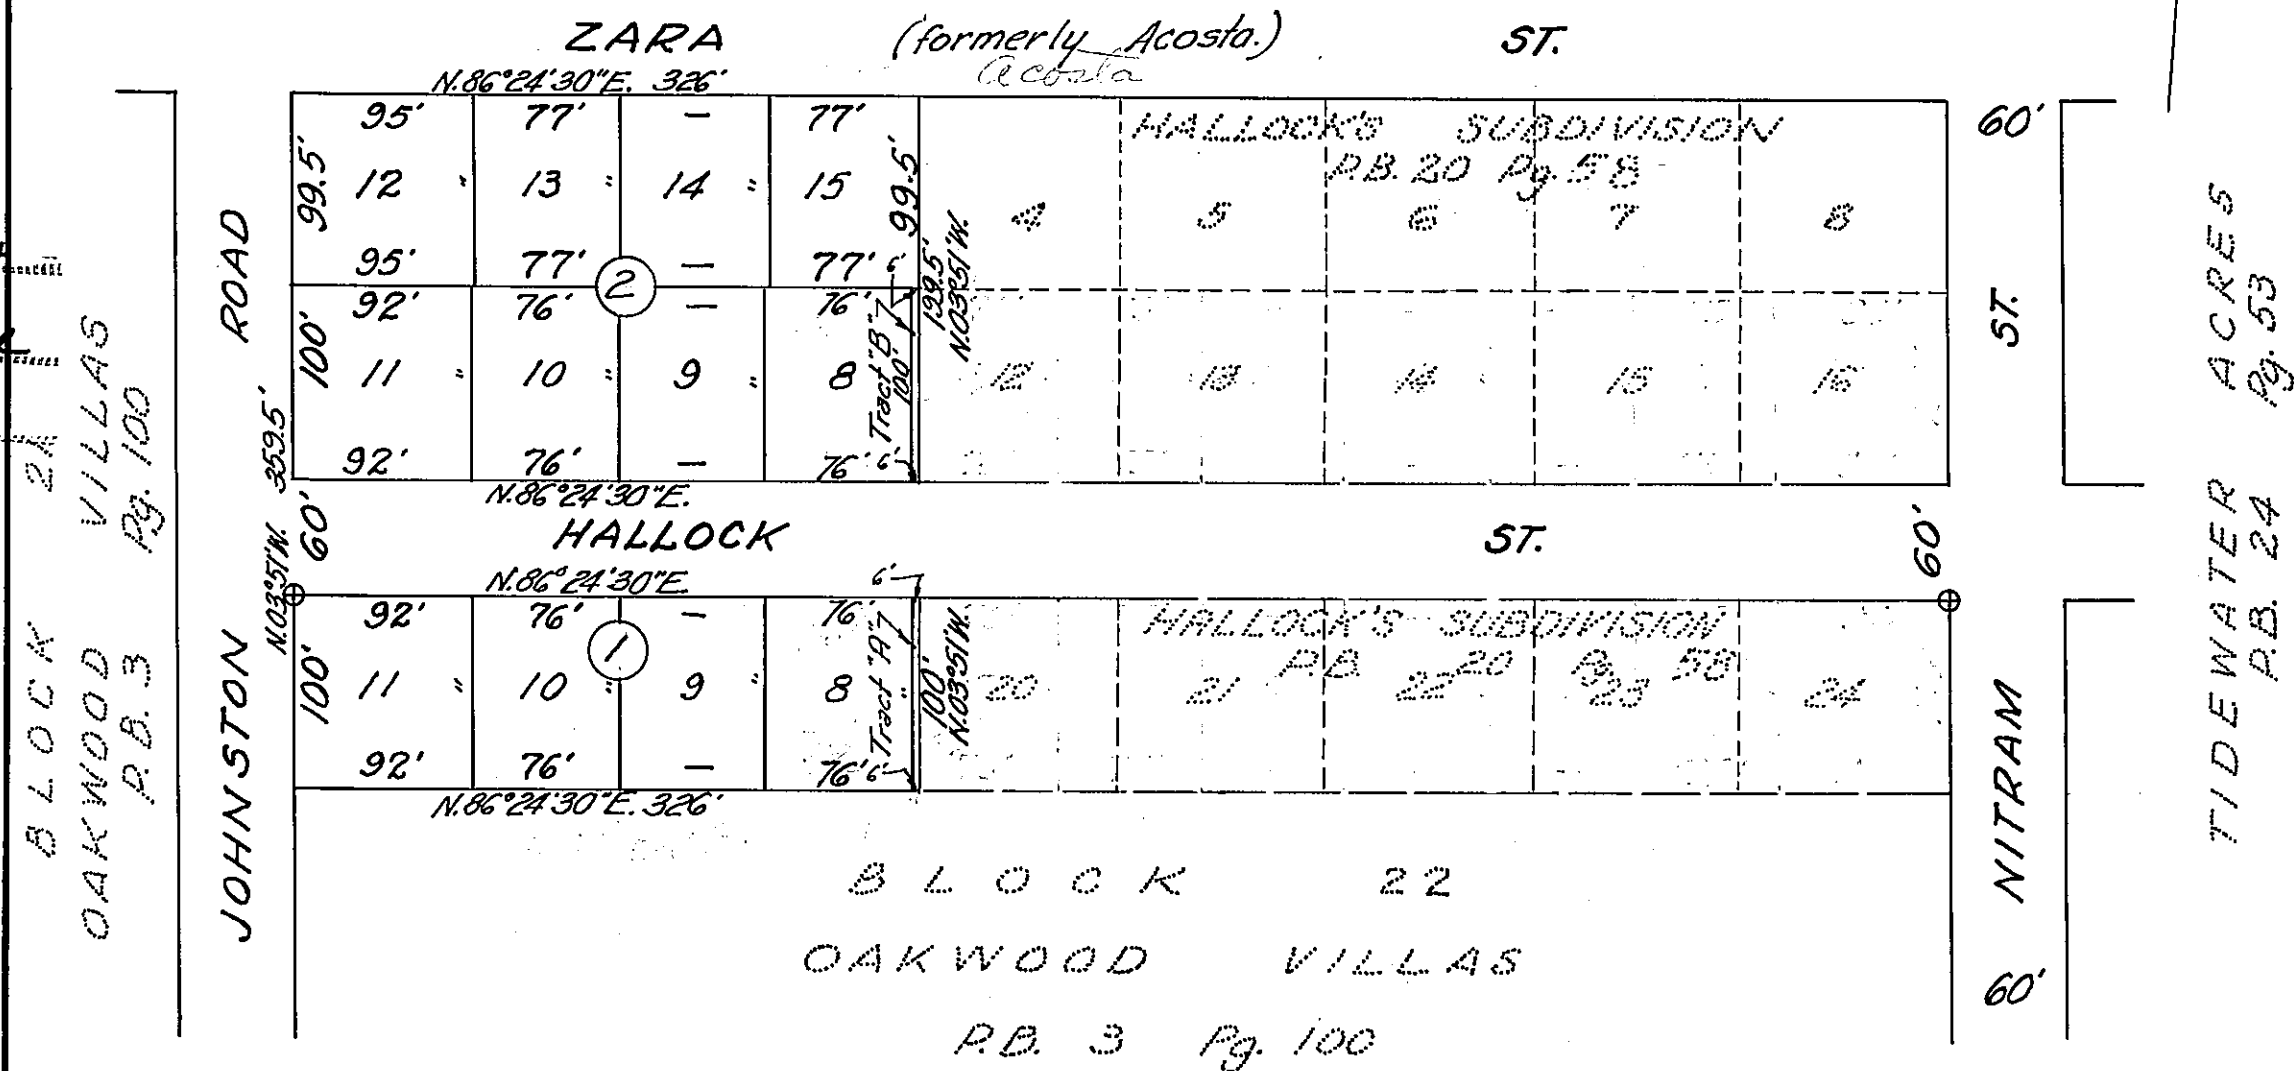 ZARA (formerly Acosta.) ST.
Acosta
N.86°24'30"E. 326'
95' 77' — 77'
HALLOCK'S SUBDIVISION
P.B. 20 Pg. 58
99.5' 12 " 13 " 14 " 15 99.5'
4 5 6 7 8
95' 77' — 77' 6'
2
199.5'
N.03°51'W.
92' 76' — 76'
100' 11 " 10 " 9 " 8 Tract "B" 100'
12 13 14 15 16
92' 76' — 76' 6'
N.86°24'30"E.
HALLOCK ST.
60' 60'
N.03°51'W. 359.5'
N.86°24'30"E. 6'
92' 76' — 76'
1
HALLOCK'S SUBDIVISION
P.B. 20 Pg 58
100' 11 " 10 " 9 " 8 Tract "A" "
100'
N.03°51'W.
20 21 22 23 24
92' 76' — 76' 6'
N.86°24'30"E. 326'
BLOCK 22
OAKWOOD VILLAS
P.B. 3 Pg. 100
JOHNSTON ROAD
BLOCK
OAKWOOD VILLAS
P.B. 3 Pg. 100
60'
NITRAM ST.
60'
TIDEWATER ACRES
P.B. 24 Pg. 53